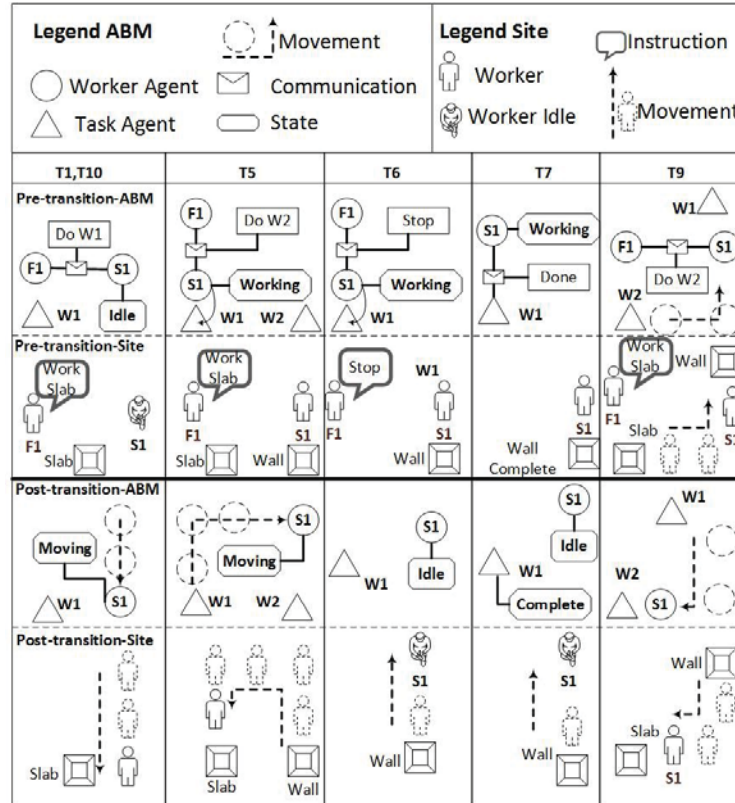 Legend ABM
Movement
Worker Agent
Communication
Task Agent
State
Legend Site
Instruction
Worker
Worker Idle
Movement
T1,T10
T5
T6
T7
T9
Pre-transition-ABM
Do W1
F1
S1
W1
Idle
F1
Do W2
S1
Working
W1
W2
F1
Stop
S1
Working
W1
S1
Working
Done
W1
W1
F1
S1
Do W2
W2
Pre-transition-Site
Work
Slab
F1
S1
Slab
Work
Slab
F1
S1
Slab
Wall
Stop
W1
F1
S1
Wall
S1
Wall
Complete
Work
Slab
Wall
F1
Slab
S1
Post-transition-ABM
Moving
W1
S1
S1
Moving
W1
W2
S1
W1
Idle
S1
Idle
W1
Complete
W1
W2
S1
Post-transition-Site
Slab
Slab
Wall
S1
Wall
S1
Wall
Wall
Slab
S1